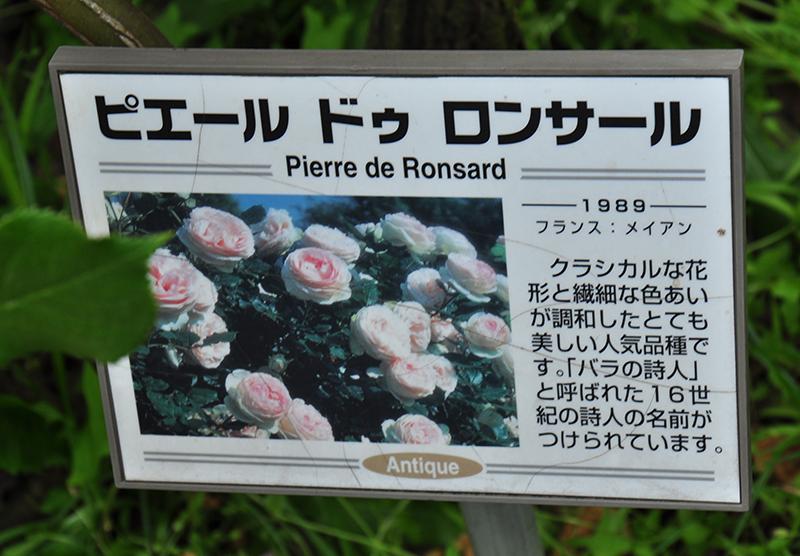 ピエール ドゥ ロンサール
Pierre de Ronsard
1989
フランス：メイアン
クラシカルな花
形と繊細な色あい
が調和したとても
美しい人気品種で
す。「バラの詩人」
と呼ばれた16世
紀の詩人の名前が
つけられています。
Antique